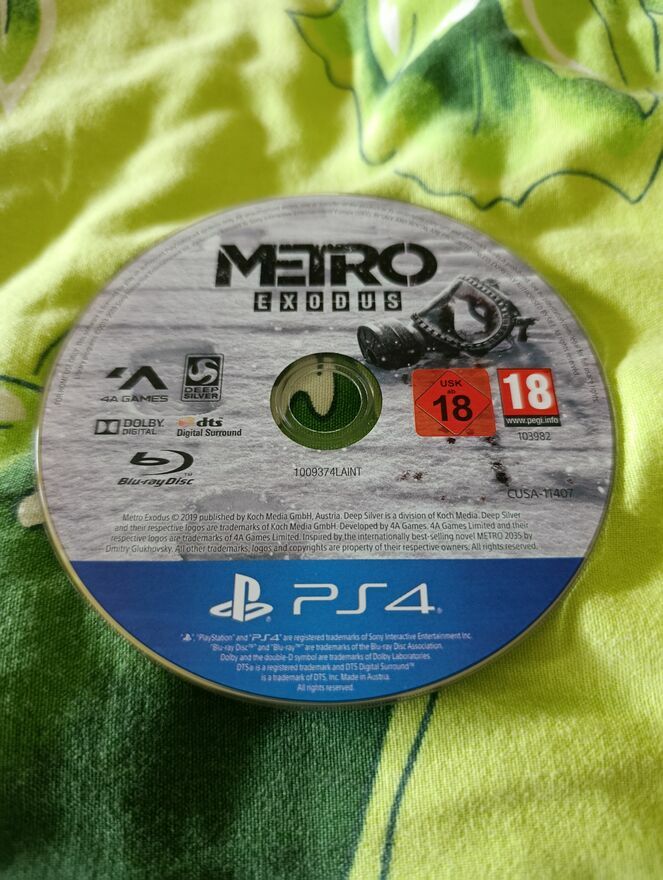 METRO
EXODUS
4A GAMES
DEEP
SILVER
DOLBY
DIGITAL
dts
Digital Surround
Blu-ray Disc™
USK
ab
18
18
www.pegi.info
103982
1009374LAINT
CUSA-11407
Metro Exodus © 2019 published by Koch Media GmbH, Austria. Deep Silver is a division of Koch Media. Deep Silver
and their respective logos are trademarks of Koch Media GmbH. Developed by 4A Games. 4A Games Limited and their
respective logo are trademarks of 4A Games Limited. Inspired by the internationally best-selling novel METRO 2035 by
Dmitry Glukhovsky. All other trademarks, logos and copyrights are property of their respective owners. All rights reserved.
PS4
"PlayStation" and "PS4" are registered trademarks of Sony Interactive Entertainment Inc.
"Blu-ray Disc™" and "Blu-ray™" are trademarks of the Blu-ray Disc Association.
Dolby and the double-D symbol are trademarks of Dolby Laboratories.
DTS® is a registered trademark and DTS Digital Surround™
is a trademark of DTS, Inc. Made in Austria.
All rights reserved.